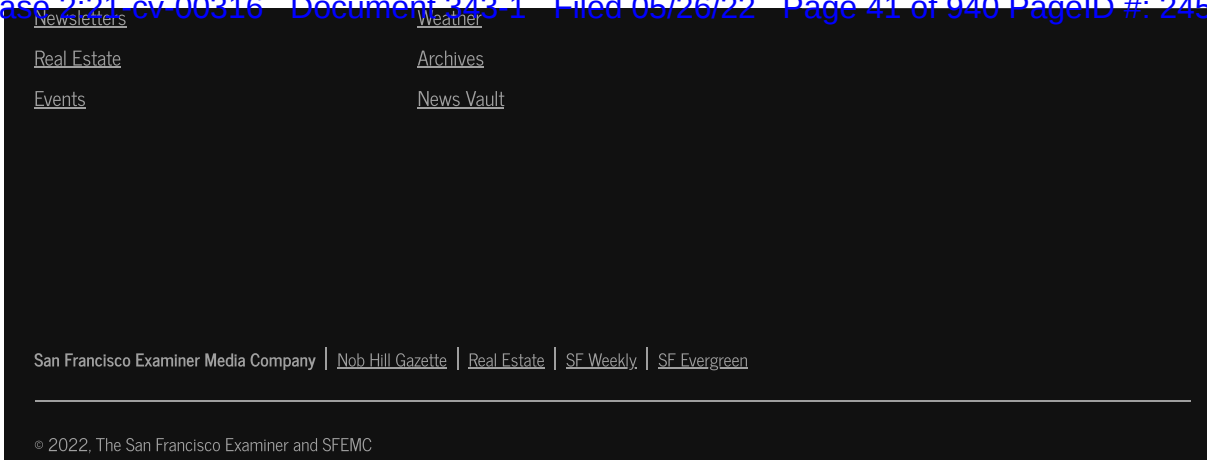 ase 2:21-cv-00316 Document 343-1 Filed 05/26/22 Page 41 of 940 PageID #: 245
Newsletters Weather
Real Estate Archives
Events News Vault
San Francisco Examiner Media Company | Nob Hill Gazette | Real Estate | SF Weekly | SF Evergreen
© 2022, The San Francisco Examiner and SFEMC